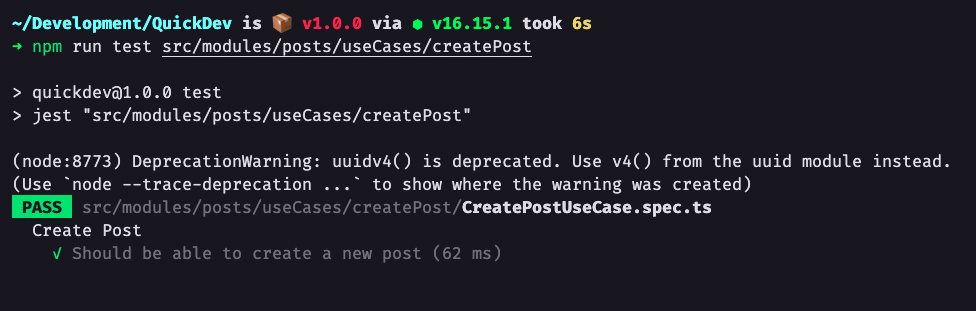 ~/Development/QuickDev is 📦 v1.0.0 via ⬢ v16.15.1 took 6s
➜ npm run test src/modules/posts/useCases/createPost
> quickdev@1.0.0 test
> jest "src/modules/posts/useCases/createPost"
(node:8773) DeprecationWarning: uuidv4() is deprecated. Use v4() from the uuid module instead.
(Use `node --trace-deprecation ...` to show where the warning was created)
PASS src/modules/posts/useCases/createPost/CreatePostUseCase.spec.ts
Create Post
✓ Should be able to create a new post (62 ms)